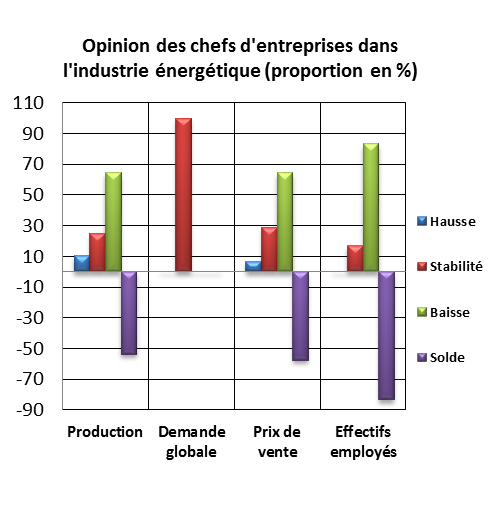 Opinion des chefs d'entreprises dans
l'industrie énergétique (proportion en %)
110
90
70
50
30
10
-10
-30
-50
-70
-90
Hausse
Stabilité
Baisse
Solde
Production
Demande
globale
Prix de
vente
Effectifs
employés